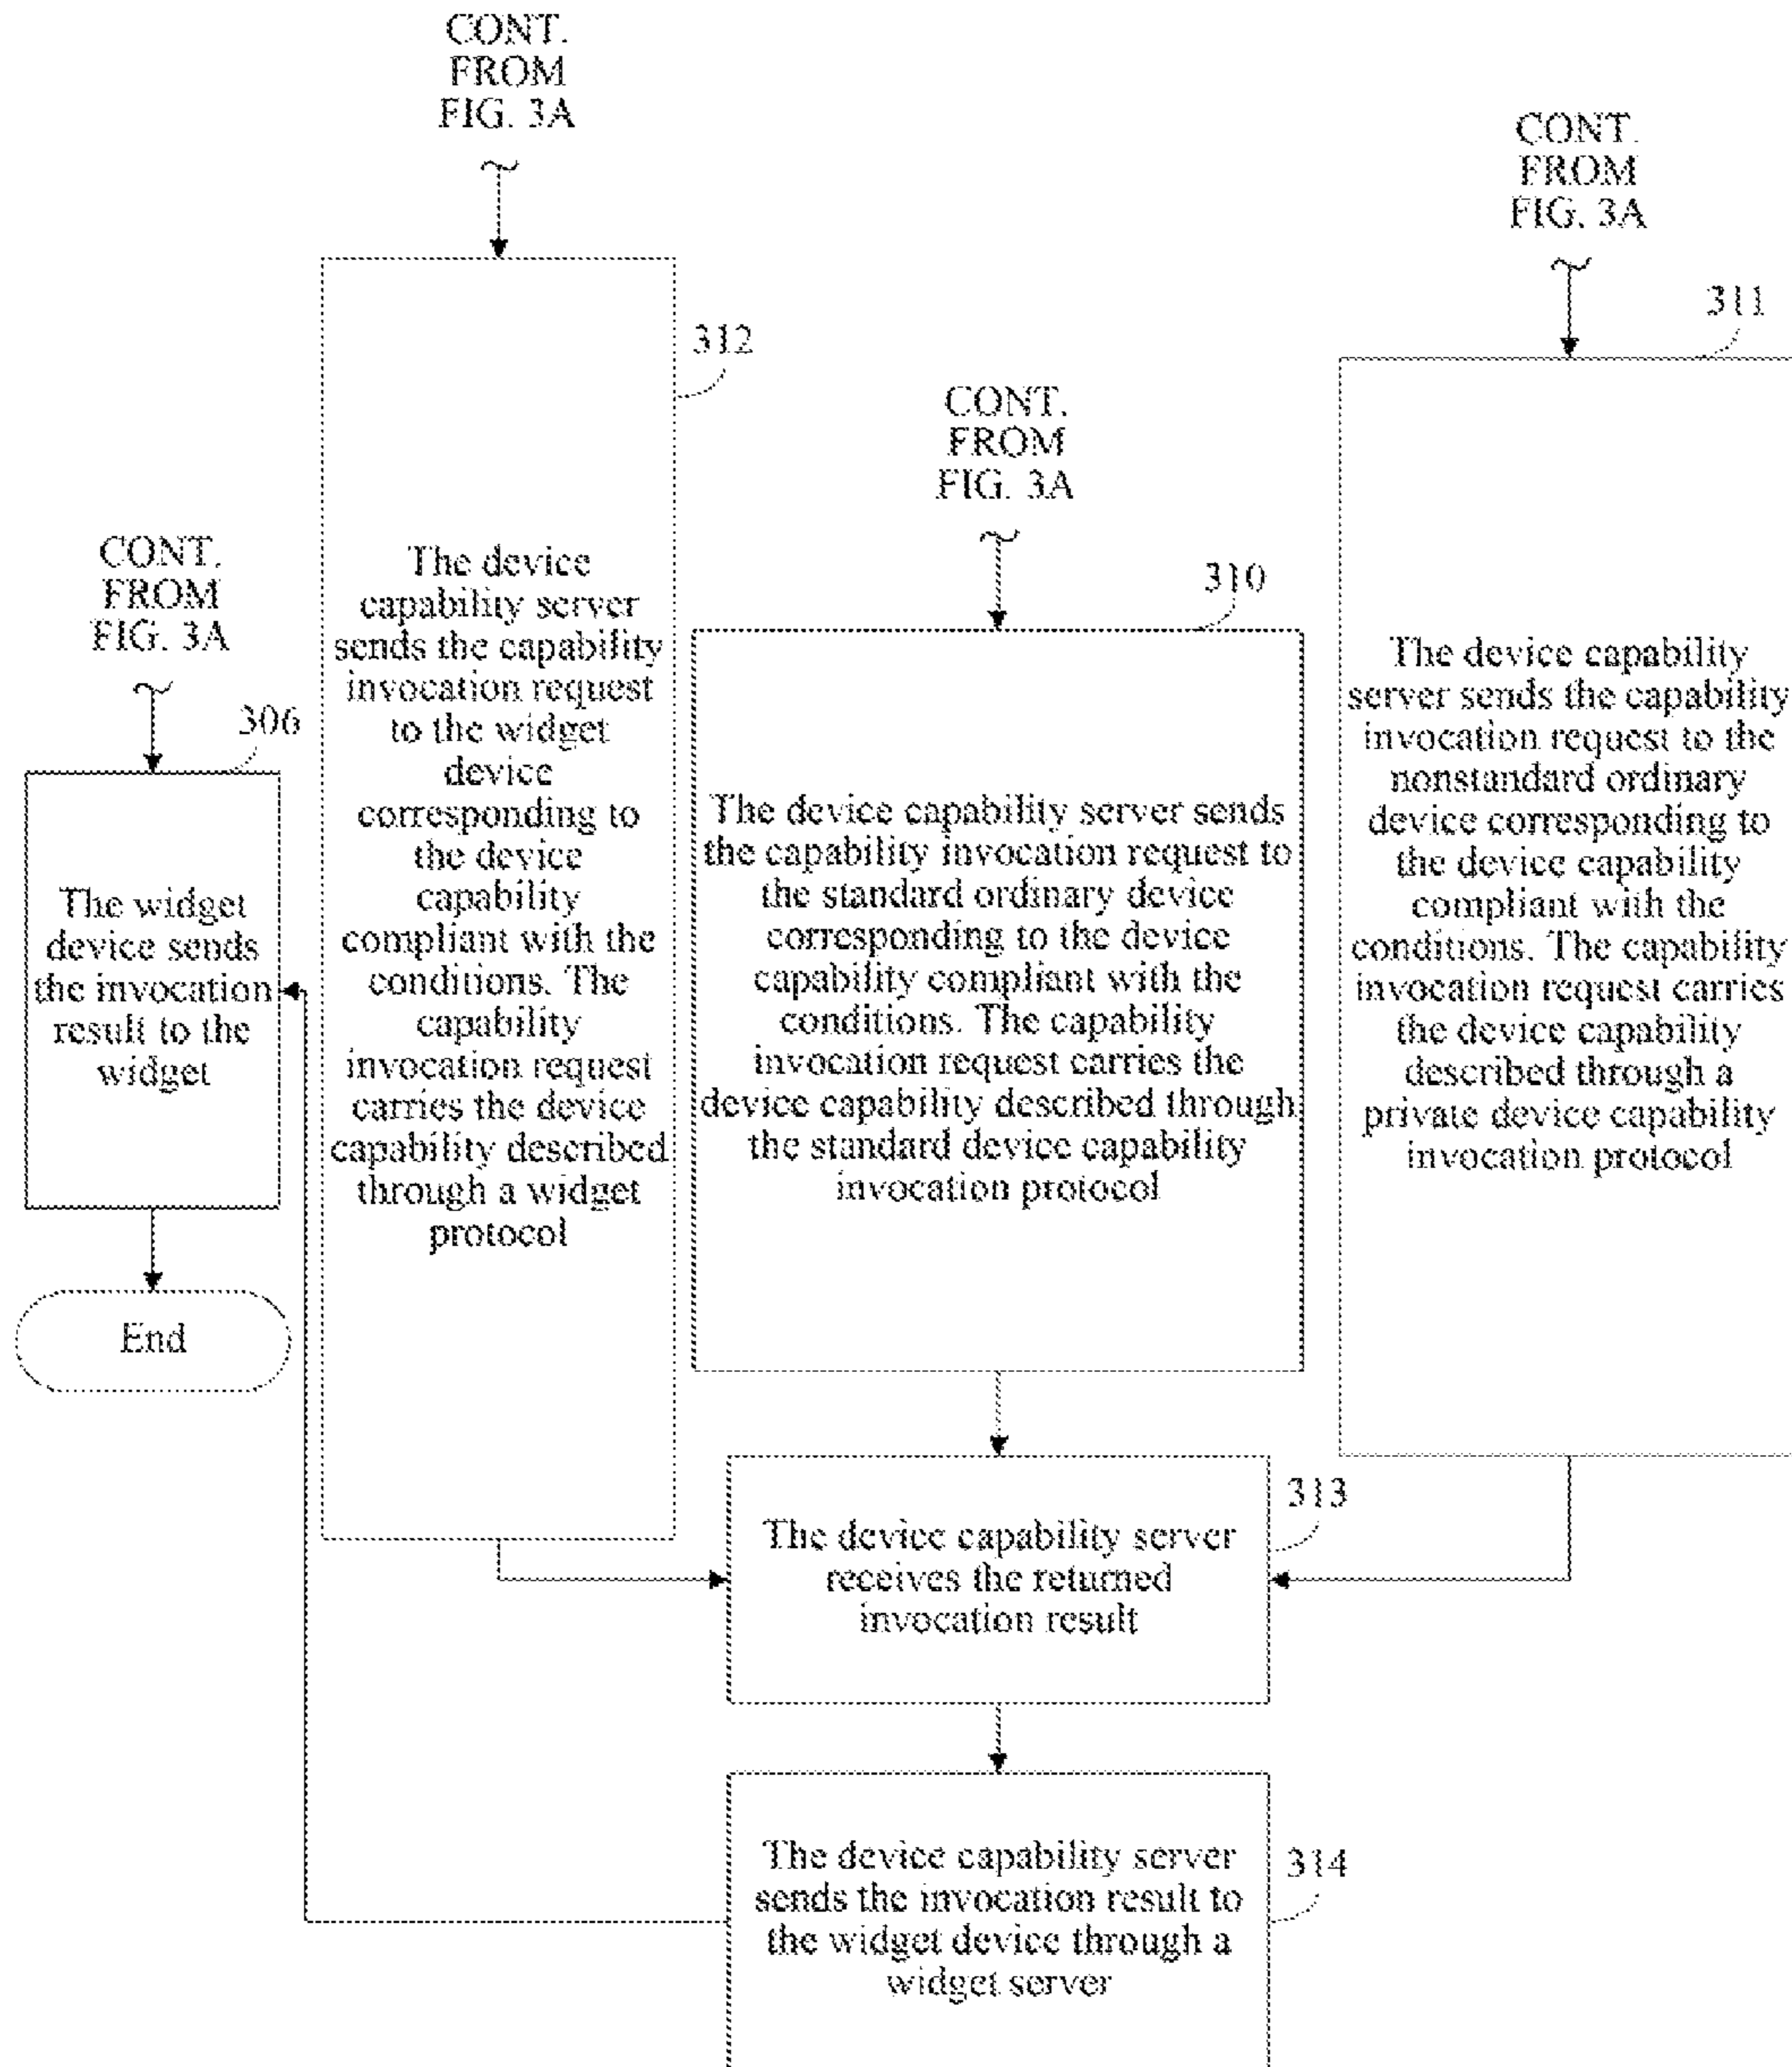 CONT.
FROM
FIG. 3A
CONT.
FROM
FIG. 3A
311
312
CONT.
FROM
FIG. 3A
CONT.
FROM
FIG. 3A
310
306
The device
capability server
sends the capability
invocation request
to the widget
device
corresponding to
the device
capability
compliant with the
conditions. The
capability
invocation request
carries the device
capability described
through a widget
protocol
The device capability
server sends the capability
invocation request to the
nonstandard ordinary
device corresponding to
the device capability
compliant with the
conditions. The capability
invocation request carries
the device capability
described through a
private device capability
invocation protocol
The device capability server sends
the capability invocation request to
the standard ordinary device
corresponding to the device
capability compliant with the
conditions. The capability
invocation request carries the
device capability described through
the standard device capability
invocation protocol
The widget
device sends
the invocation
result to the
widget
End
313
The device capability server
receives the returned
invocation result
314
The device capability server
sends the invocation result to
the widget device through a
widget server